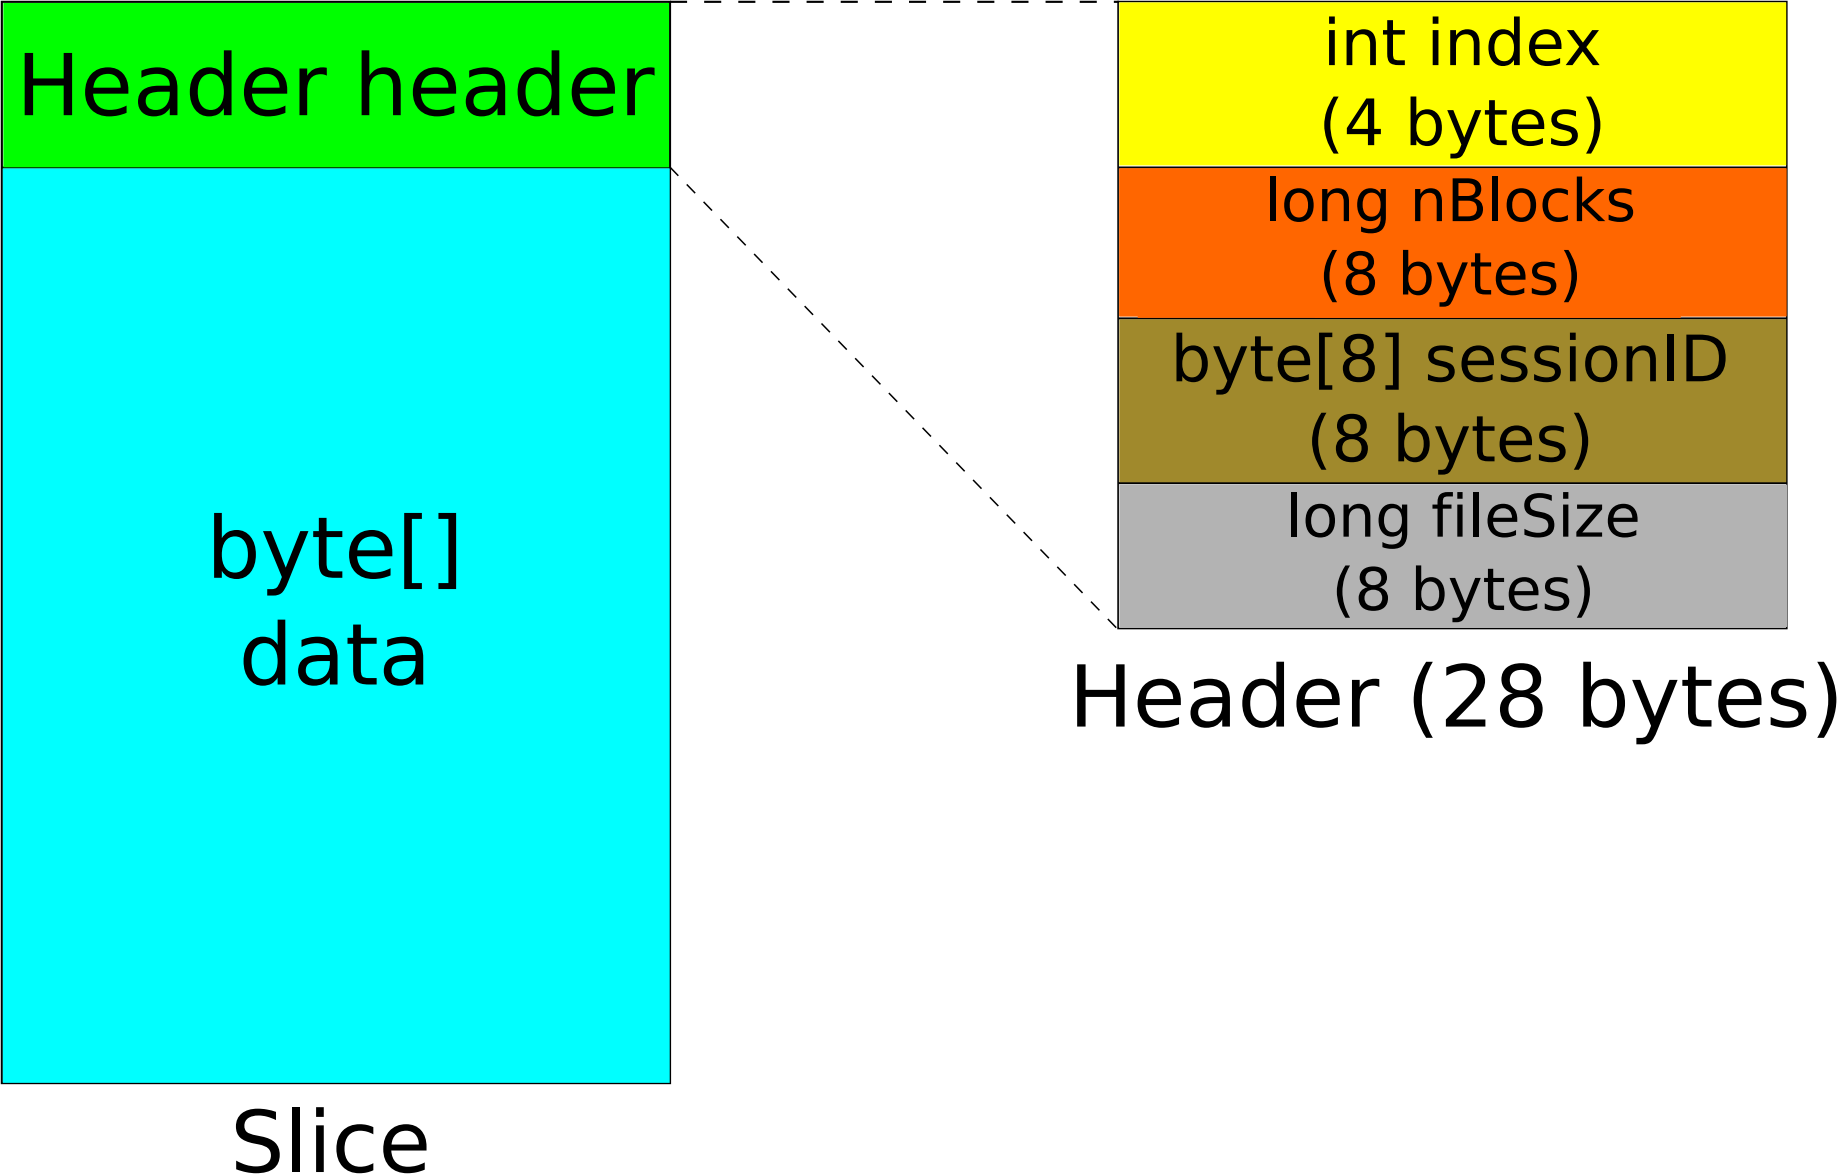 Header header
byte[]
data
Slice
int index
(4 bytes)
long nBlocks
(8 bytes)
byte[8] sessionID
(8 bytes)
long fileSize
(8 bytes)
Header (28 bytes)